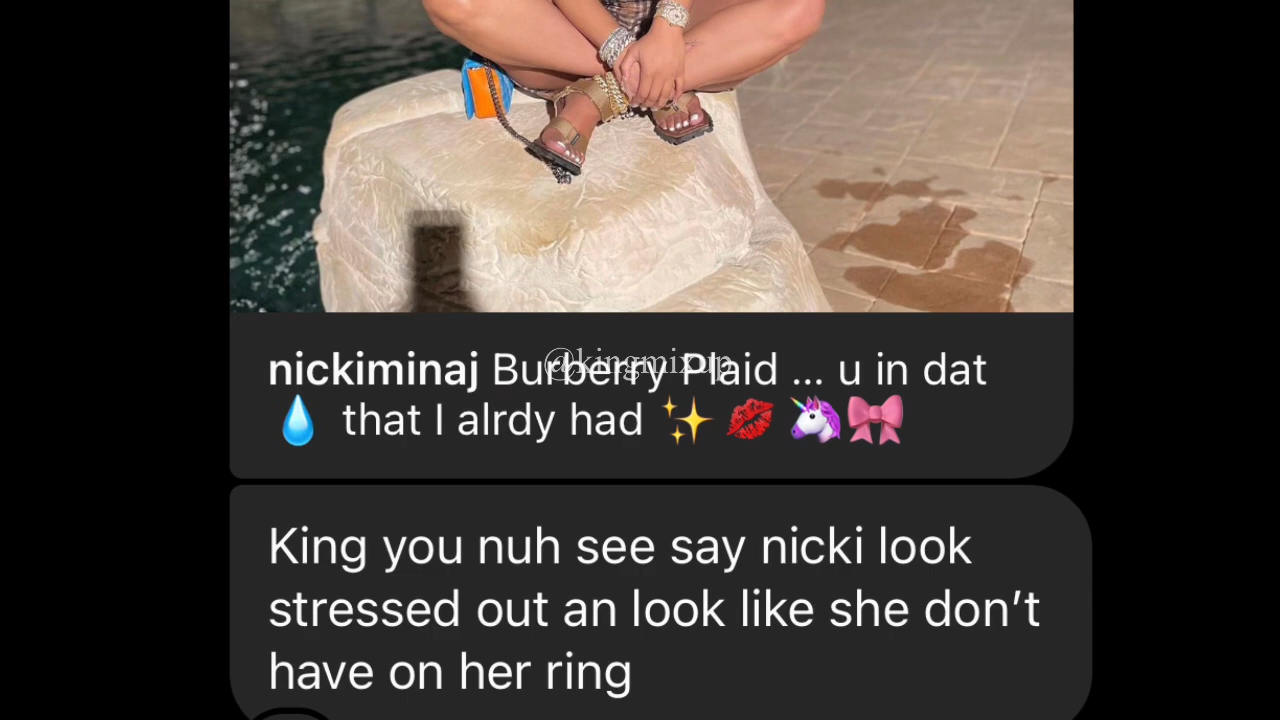 nickiminaj Burberry Plaid ... u in dat
@kingmixup
💧 that I alrdy had ✨ 💋 🦄 🎀
King you nuh see say nicki look
stressed out an look like she don’t
have on her ring